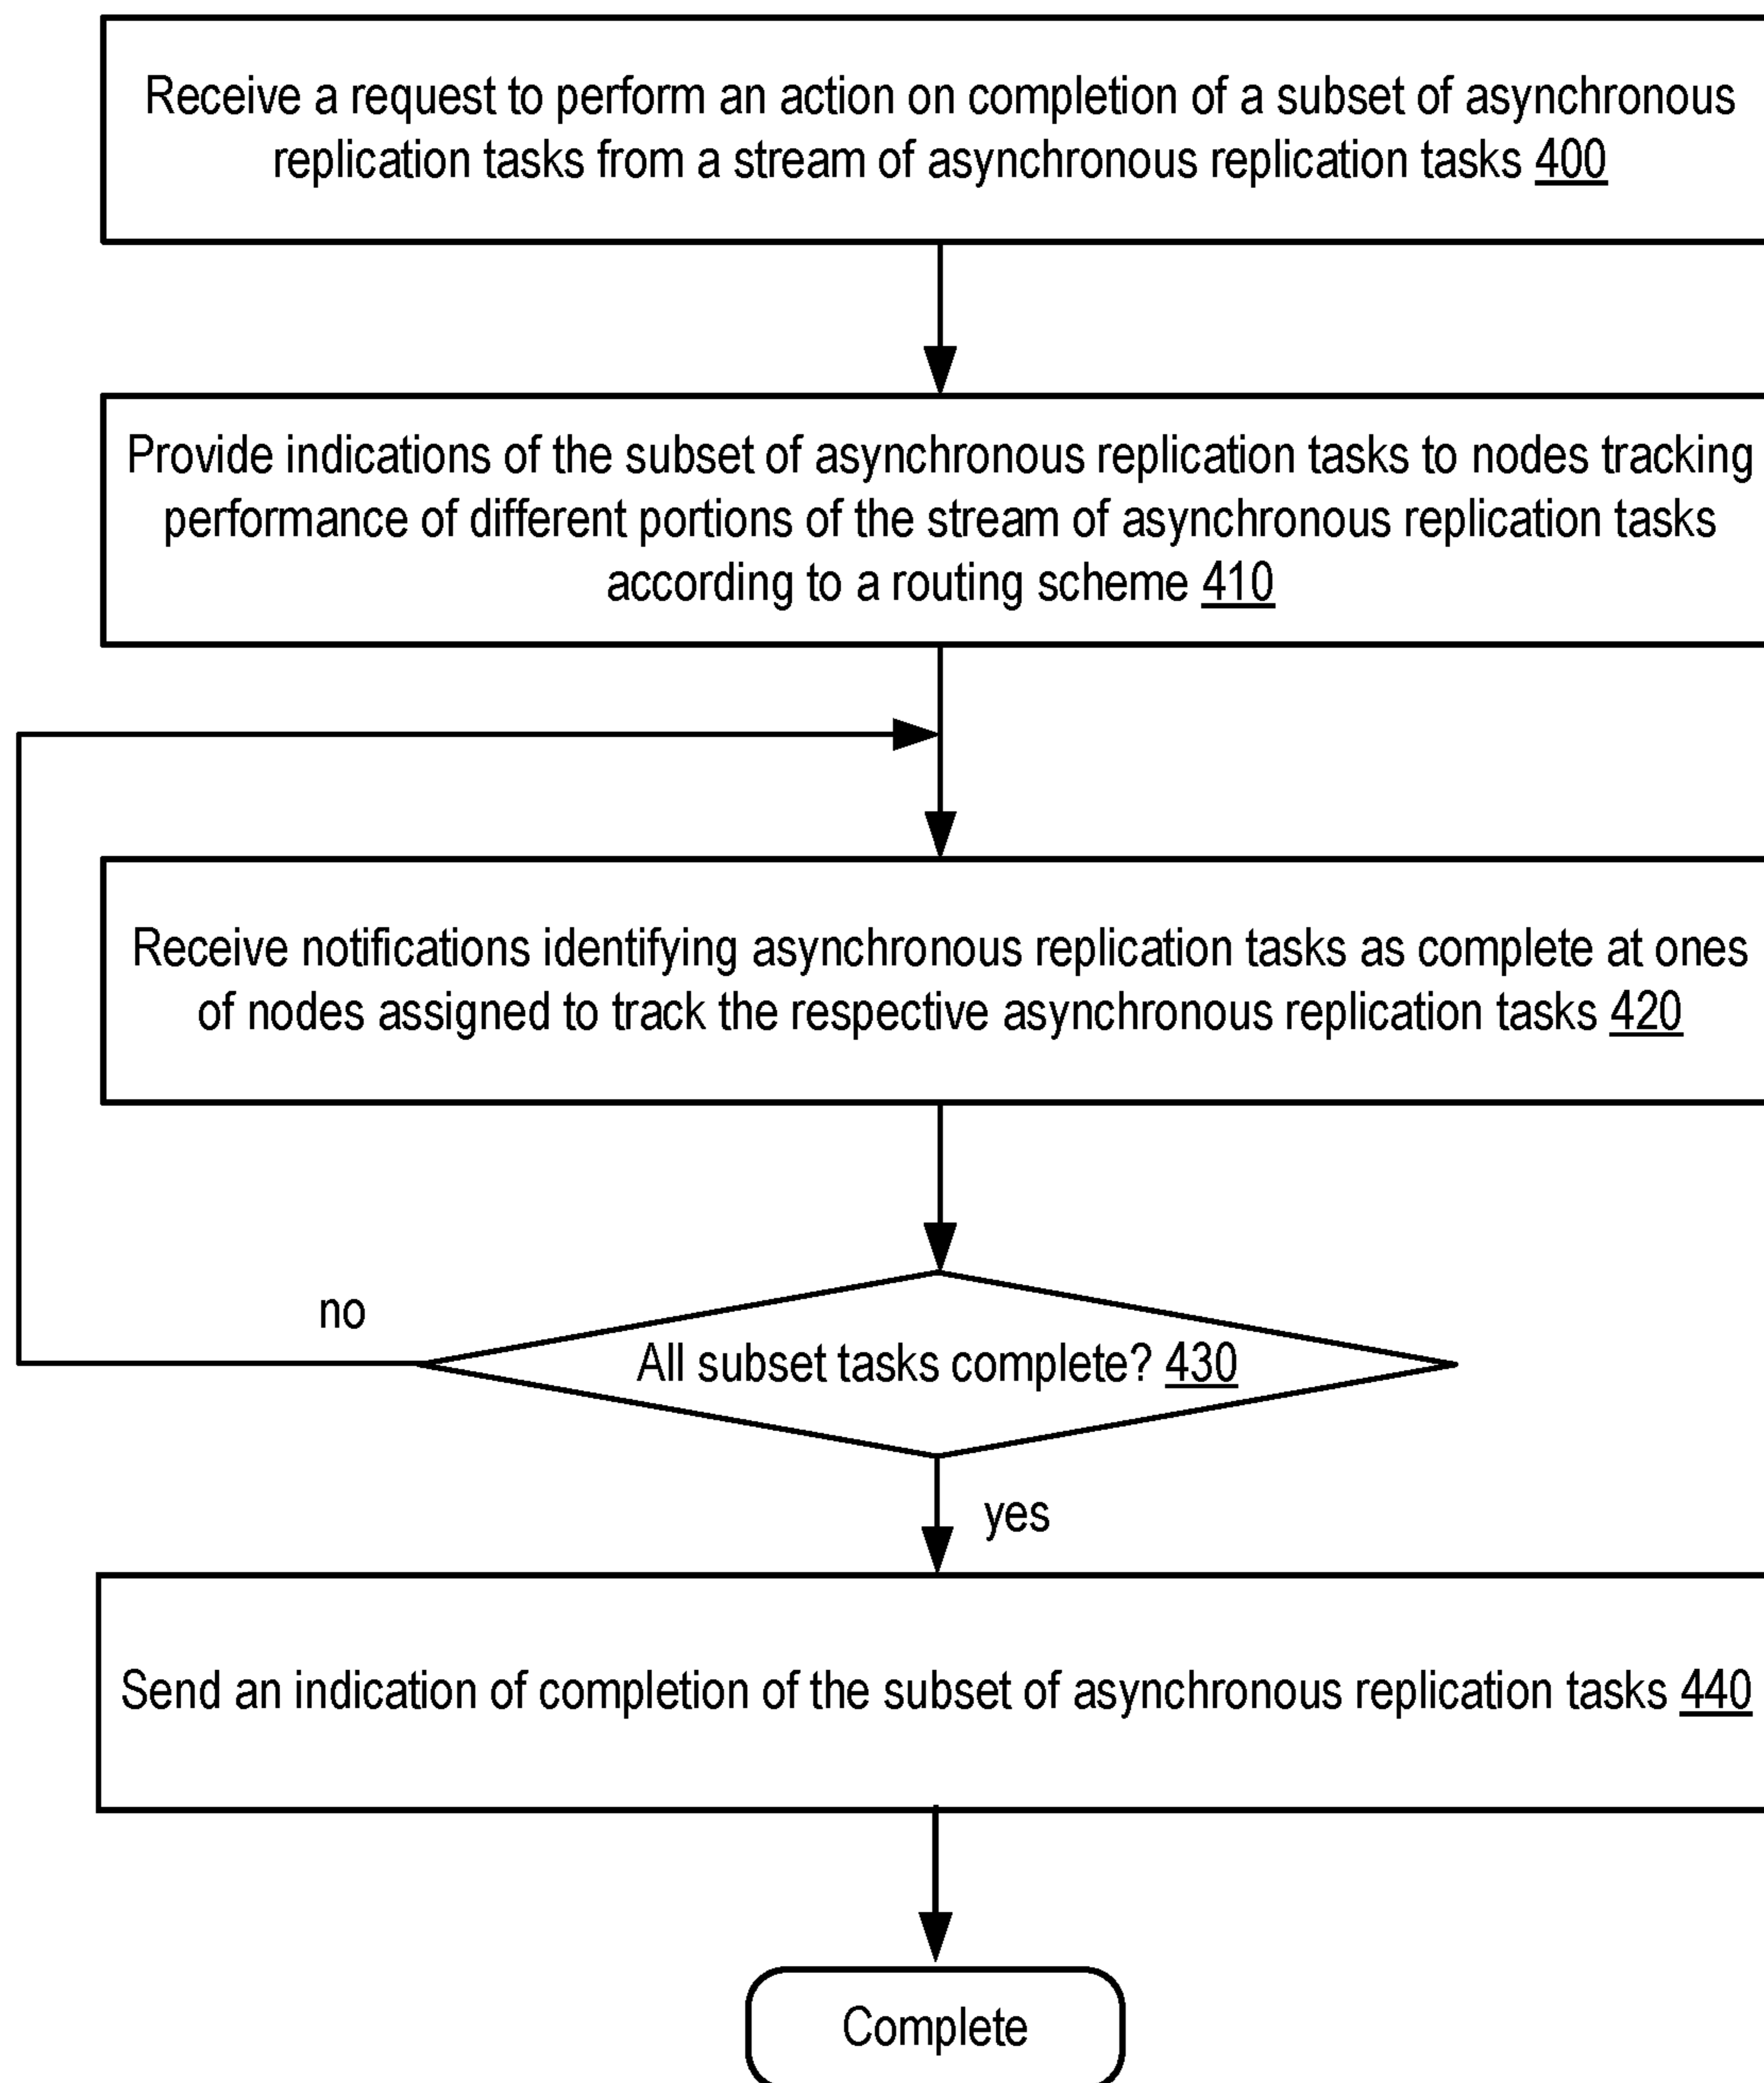 Receive a request to perform an action on completion of a subset of asynchronous
replication tasks from a stream of asynchronous replication tasks 400
Provide indications of the subset of asynchronous replication tasks to nodes tracking
performance of different portions of the stream of asynchronous replication tasks
according to a routing scheme 410
Receive notifications identifying asynchronous replication tasks as complete at ones
of nodes assigned to track the respective asynchronous replication tasks 420
no
All subset tasks complete? 430
yes
Send an indication of completion of the subset of asynchronous replication tasks 440
Complete